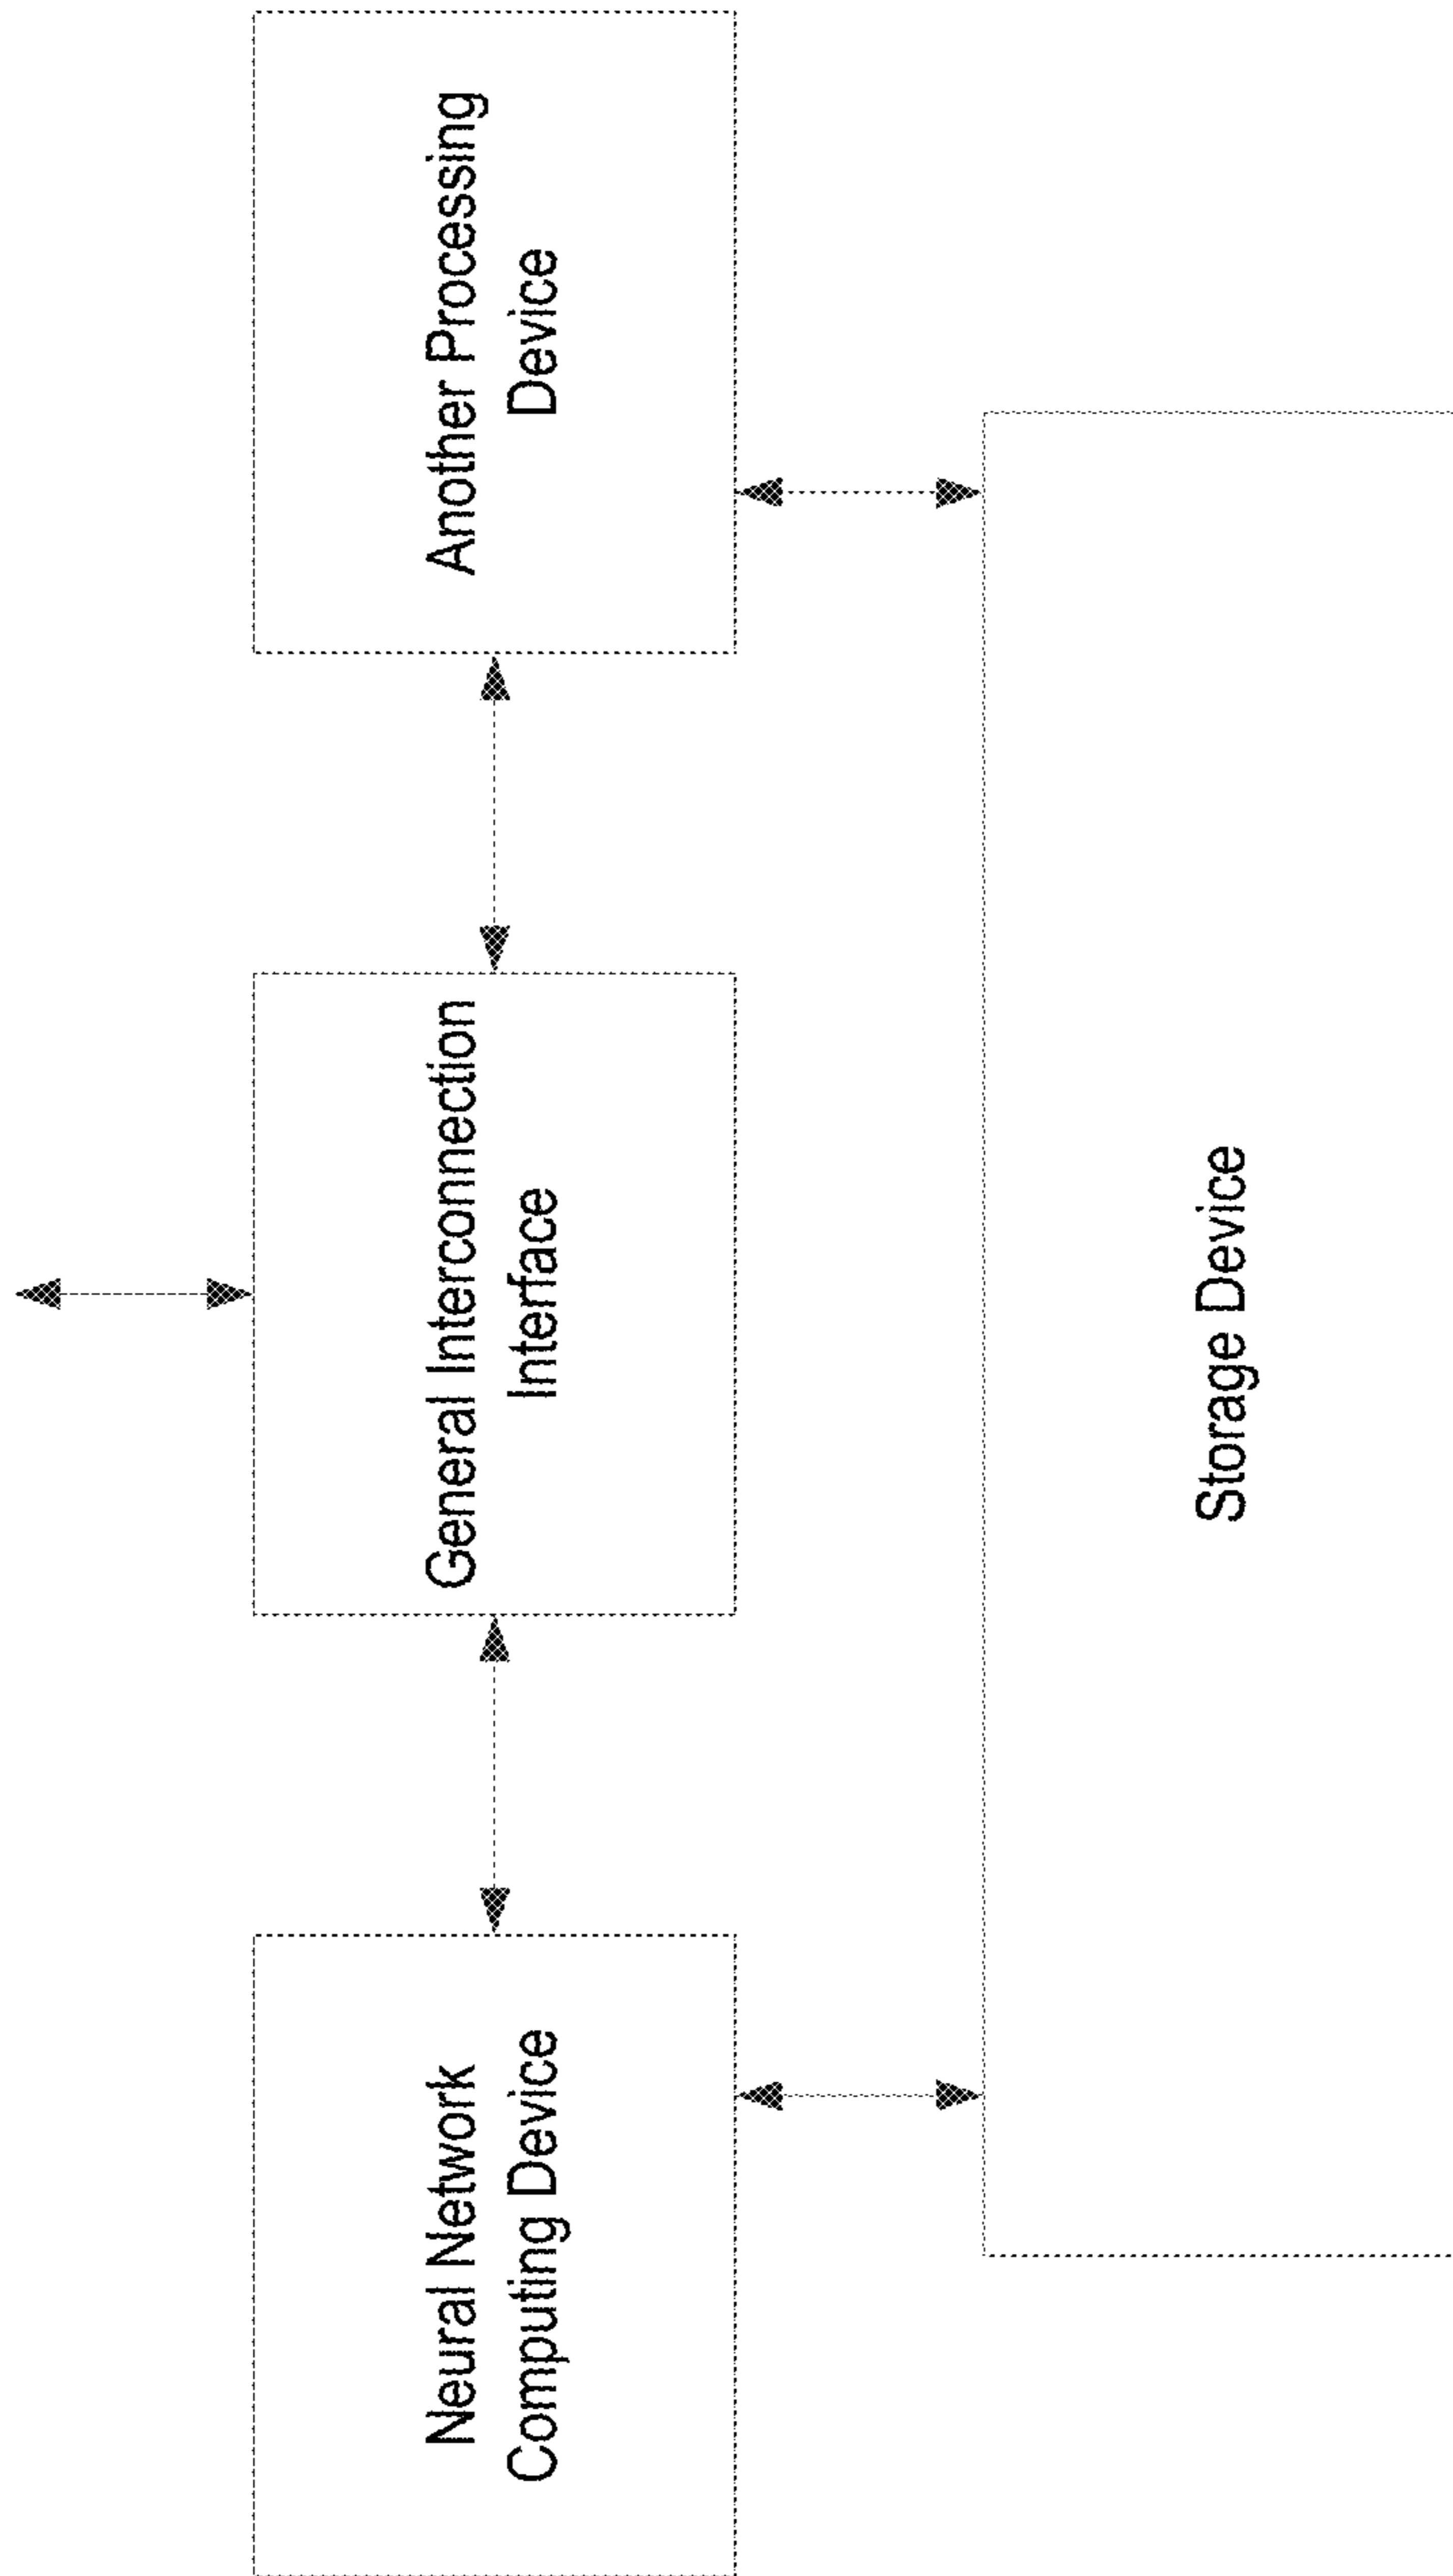 Neural Network
Computing Device
General Interconnection
Interface
Another Processing
Device
Storage Device